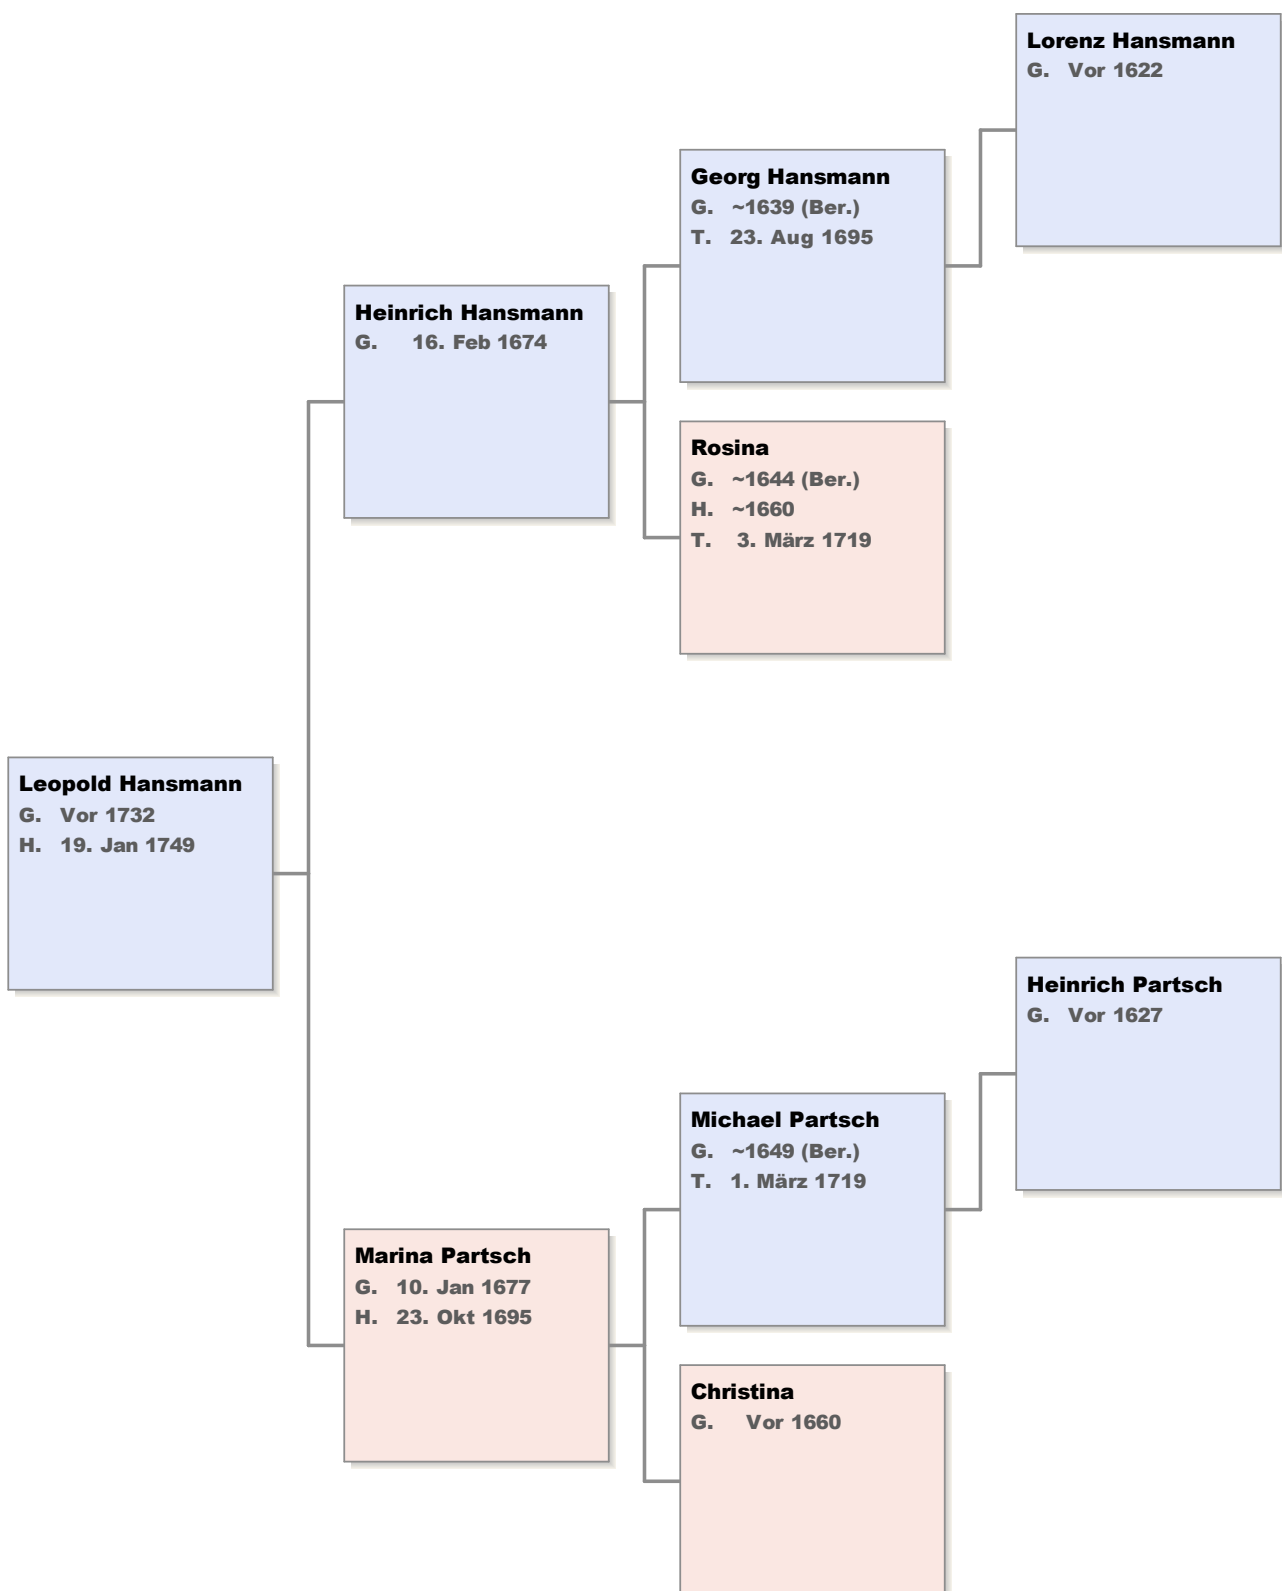 Lorenz Hansmann
G. Vor 1622
Georg Hansmann
G. ~1639 (Ber.)
T. 23. Aug 1695
Heinrich Hansmann
G. 16. Feb 1674
Rosina
G. ~1644 (Ber.)
H. ~1660
T. 3. März 1719
Leopold Hansmann
G. Vor 1732
H. 19. Jan 1749
Heinrich Partsch
G. Vor 1627
Michael Partsch
G. ~1649 (Ber.)
T. 1. März 1719
Marina Partsch
G. 10. Jan 1677
H. 23. Okt 1695
Christina
G. Vor 1660